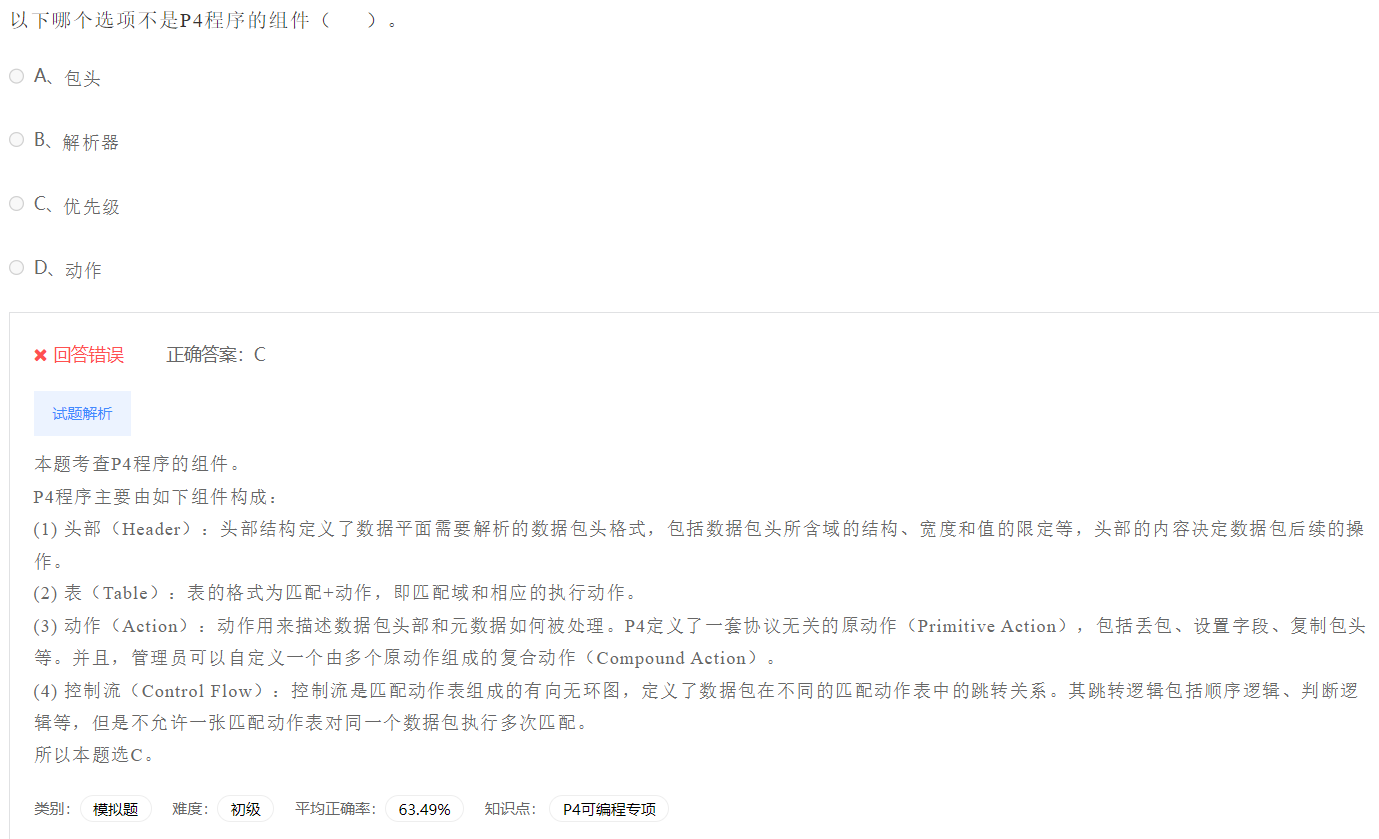 以下哪个选项不是P4程序的组件（ ）。
A、包头
B、解析器
C、优先级
D、动作
✖ 回答错误 正确答案：C
试题解析
本题考查P4程序的组件。
P4程序主要由如下组件构成：
(1) 头部（Header）：头部结构定义了数据平面需要解析的数据包头格式，包括数据包头所含域的结构、宽度和值的限定等，头部的内容决定数据包后续的操
作。
(2) 表（Table）：表的格式为匹配+动作，即匹配域和相应的执行动作。
(3) 动作（Action）：动作用来描述数据包头部和元数据如何被处理。P4定义了一套协议无关的原动作（Primitive Action），包括丢包、设置字段、复制包头
等。并且，管理员可以自定义一个由多个原动作组成的复合动作（Compound Action）。
(4) 控制流（Control Flow）：控制流是匹配动作表组成的有向无环图，定义了数据包在不同的匹配动作表中的跳转关系。其跳转逻辑包括顺序逻辑、判断逻
辑等，但是不允许一张匹配动作表对同一个数据包执行多次匹配。
所以本题选C。
类别： 模拟题 难度： 初级 平均正确率： 63.49% 知识点： P4可编程专项